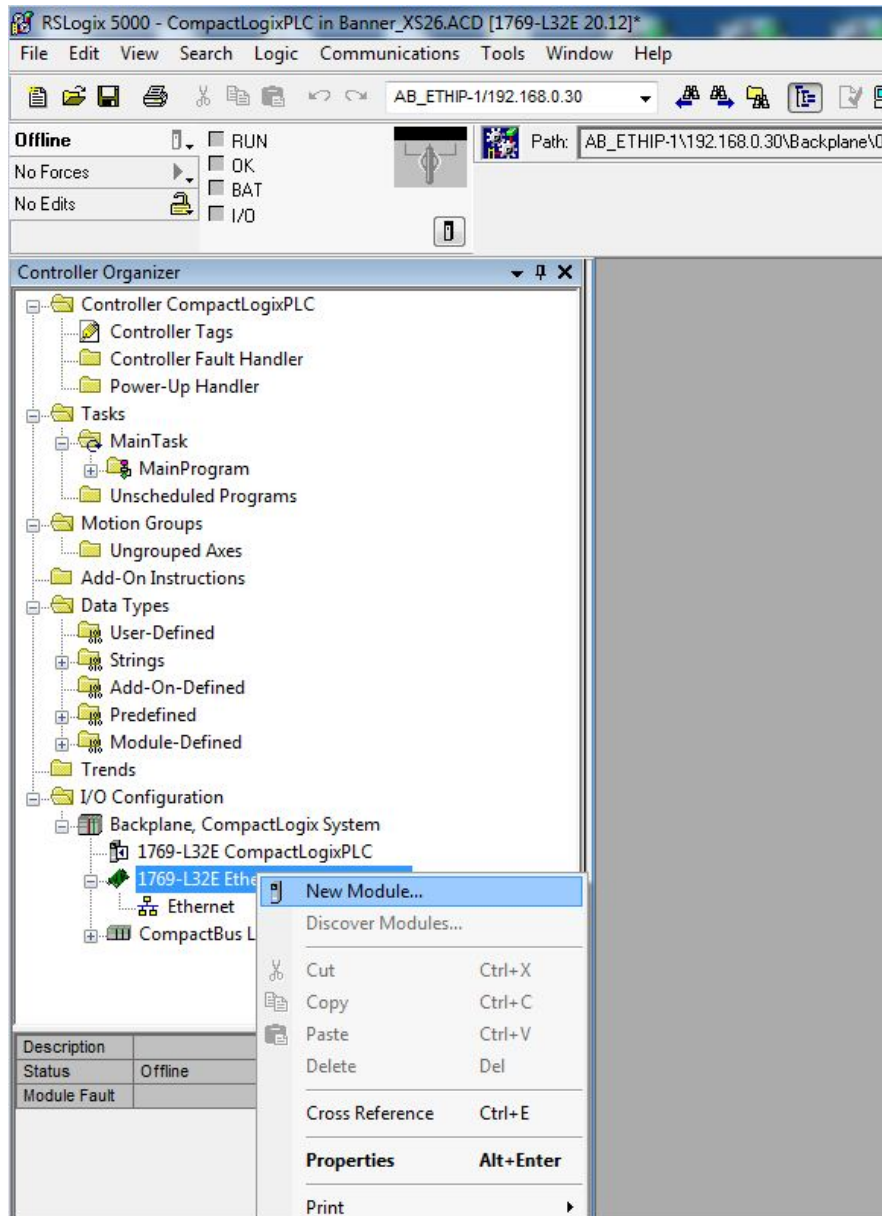 RSLogix 5000 - CompactLogixPLC in Banner_XS26.ACD [1769-L32E 20.12]*
File Edit View Search Logic Communications Tools Window Help
AB_ETHIP-1/192.168.0.30
Offline RUN
No Forces OK
No Edits BAT
I/O
Path: AB_ETHIP-1\192.168.0.30\Backplane\
Controller Organizer
Controller CompactLogixPLC
Controller Tags
Controller Fault Handler
Power-Up Handler
Tasks
MainTask
MainProgram
Unscheduled Programs
Motion Groups
Ungrouped Axes
Add-On Instructions
Data Types
User-Defined
Strings
Add-On-Defined
Predefined
Module-Defined
Trends
I/O Configuration
Backplane, CompactLogix System
1769-L32E CompactLogixPLC
1769-L32E Ethe
Ethernet
CompactBus L
New Module...
Discover Modules...
Cut Ctrl+X
Copy Ctrl+C
Paste Ctrl+V
Delete Del
Cross Reference Ctrl+E
Properties Alt+Enter
Print
Description
Status Offline
Module Fault